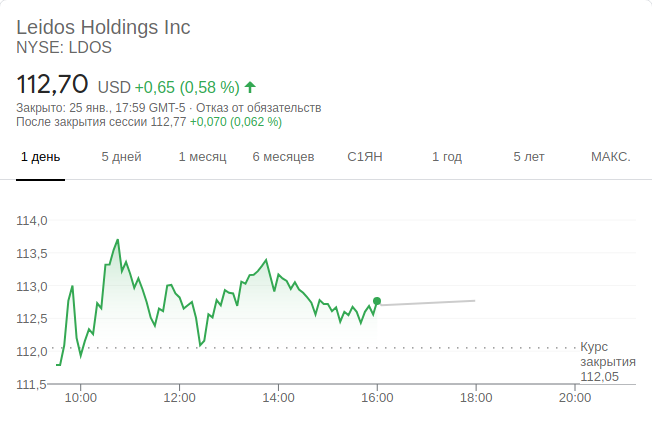 Leidos Holdings Inc
NYSE: LDOS
112,70 USD +0,65 (0,58 %)
Закрыто: 25 янв., 17:59 GMT-5 · Отказ от обязательств
После закрытия сессии 112,77 +0,070 (0,062 %)
1 день 5 дней 1 месяц 6 месяцев С1ЯН 1 год 5 лет МАКС.
114,0
113,5
113,0
112,5
112,0
111,5
Курс
закрытия
112,05
10:00 12:00 14:00 16:00 18:00 20:00